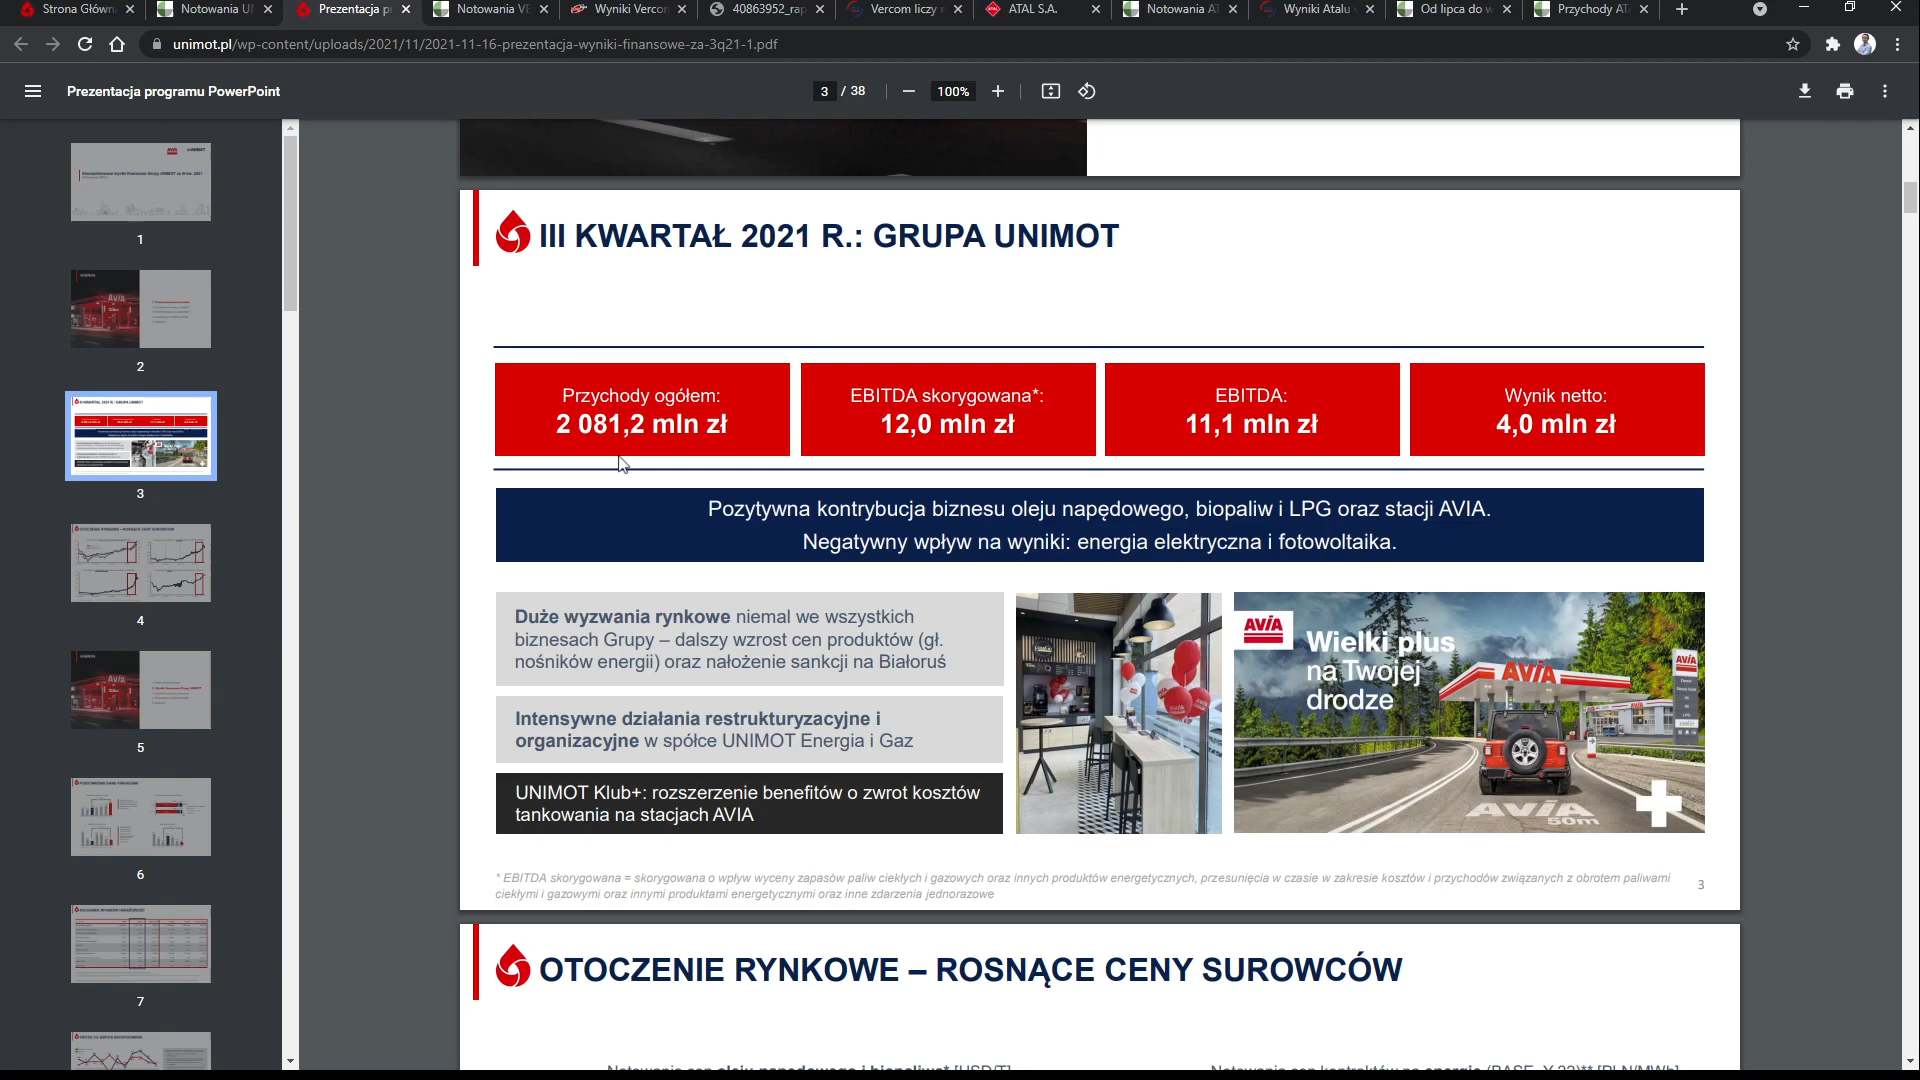 Strona Główn
Notowania UN
Prezentacja p
Notowania VE
Wyniki Vercon
40863952_rap
Vercom liczy
ATAL S.A.
Notowania AT
Wyniki Atalu
Od lipca do w
Przychody AT
unimot.pl/wp-content/uploads/2021/11/2021-11-16-prezentacja-wyniki-finansowe-za-3q21-1.pdf
Prezentacja programu PowerPoint
3 / 38
100%
1
2
3
4
5
6
7
III KWARTAŁ 2021 R.: GRUPA UNIMOT
Przychody ogółem:
2 081,2 mln zł
EBITDA skorygowana*:
12,0 mln zł
EBITDA:
11,1 mln zł
Wynik netto:
4,0 mln zł
Pozytywna kontrybucja biznesu oleju napędowego, biopaliw i LPG oraz stacji AVIA.
Negatywny wpływ na wyniki: energia elektryczna i fotowoltaika.
Duże wyzwania rynkowe niemal we wszystkich
biznesach Grupy – dalszy wzrost cen produktów (gł.
nośników energii) oraz nałożenie sankcji na Białoruś
Intensywne działania restrukturyzacyjne i
organizacyjne w spółce UNIMOT Energia i Gaz
UNIMOT Klub+: rozszerzenie benefitów o zwrot kosztów
tankowania na stacjach AVIA
AVIA
Wielki plus
na Twojej
drodze
AVIA
AVIA
AVIA
50m
* EBITDA skorygowana = skorygowana o wpływ wyceny zapasów paliw ciekłych i gazowych oraz innych produktów energetycznych, przesunięcia w czasie w zakresie kosztów i przychodów związanych z obrotem paliwami
ciekłymi i gazowymi oraz innymi produktami energetycznymi oraz inne zdarzenia jednorazowe
3
OTOCZENIE RYNKOWE – ROSNĄCE CENY SUROWCÓW